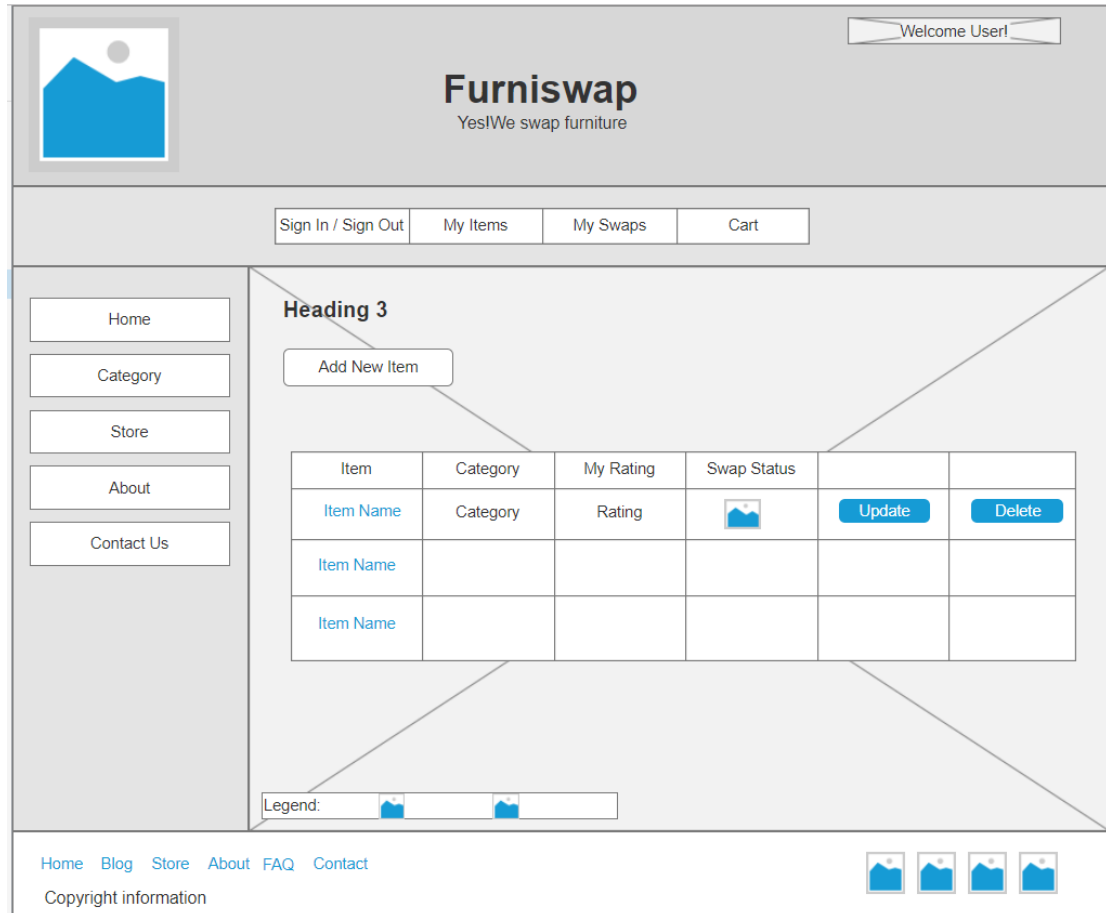 Welcome User!
Furniswap
Yes!We swap furniture
Sign In / Sign Out My Items My Swaps Cart
Home
Category
Store
About
Contact Us
Heading 3
Add New Item
Item Category My Rating Swap Status
Item Name Category Rating Update Delete
Item Name
Item Name
Legend:
Home Blog Store About FAQ Contact
Copyright information